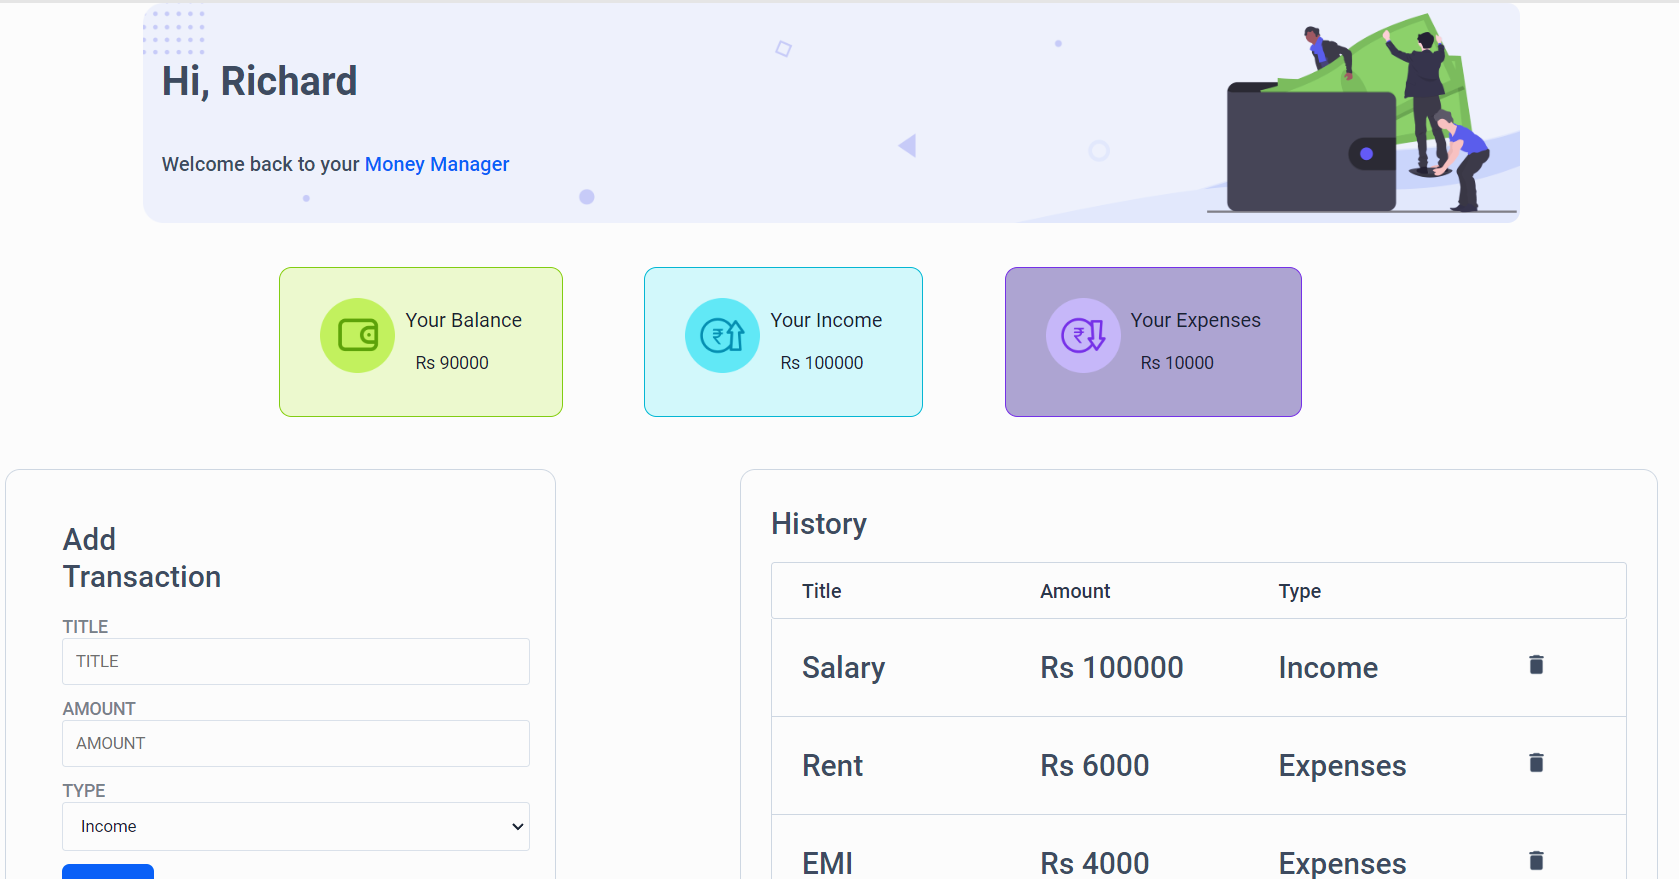 Hi, Richard
Welcome back to your Money Manager
Your Balance
Rs 90000
Your Income
Rs 100000
Your Expenses
Rs 10000
Add
Transaction
TITLE
TITLE
AMOUNT
AMOUNT
TYPE
Income
History
Title Amount Type
Salary Rs 100000 Income
Rent Rs 6000 Expenses
EMI Rs 4000 Expenses